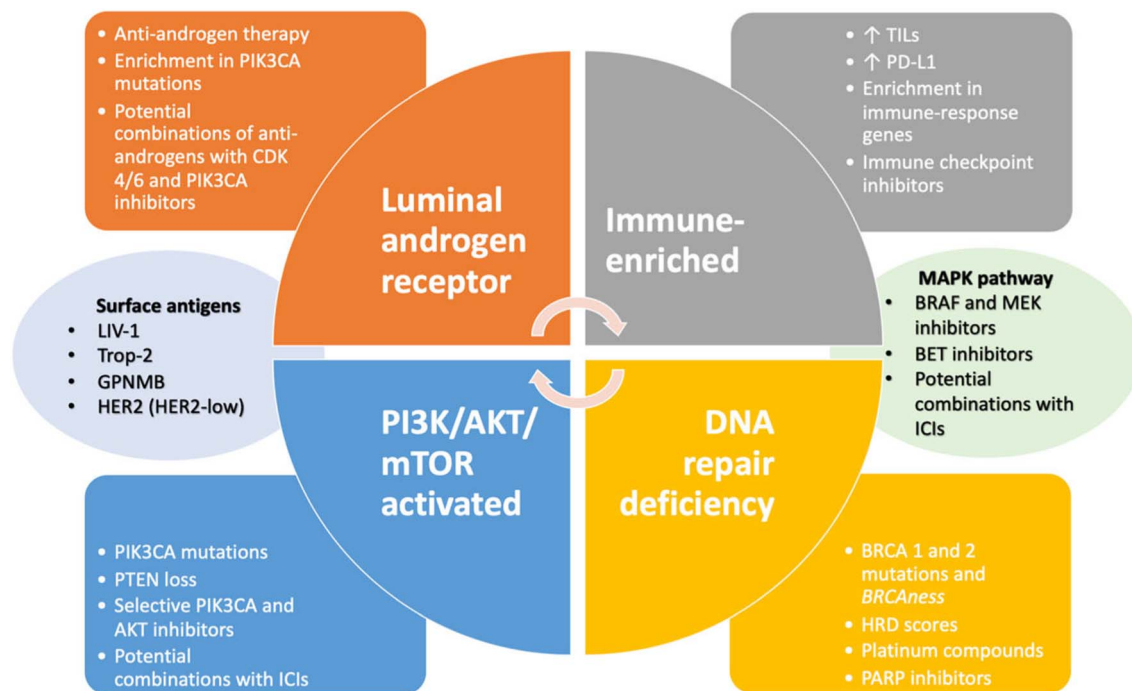 • Anti-androgen therapy
• Enrichment in PIK3CA
mutations
• Potential
combinations of anti-
androgens with CDK
4/6 and PIK3CA
inhibitors
• ↑ TILs
• ↑ PD-L1
• Enrichment in
immune-response
genes
• Immune checkpoint
inhibitors
Luminal
androgen
receptor
Immune-
enriched
Surface antigens
• LIV-1
• Trop-2
• GPNMB
• HER2 (HER2-low)
MAPK pathway
• BRAF and MEK
inhibitors
• BET inhibitors
• Potential
combinations with
ICIs
PI3K/AKT/
mTOR
activated
DNA
repair
deficiency
• PIK3CA mutations
• PTEN loss
• Selective PIK3CA and
AKT inhibitors
• Potential
combinations with ICIs
• BRCA 1 and 2
mutations and
BRCAness
• HRD scores
• Platinum compounds
• PARP inhibitors